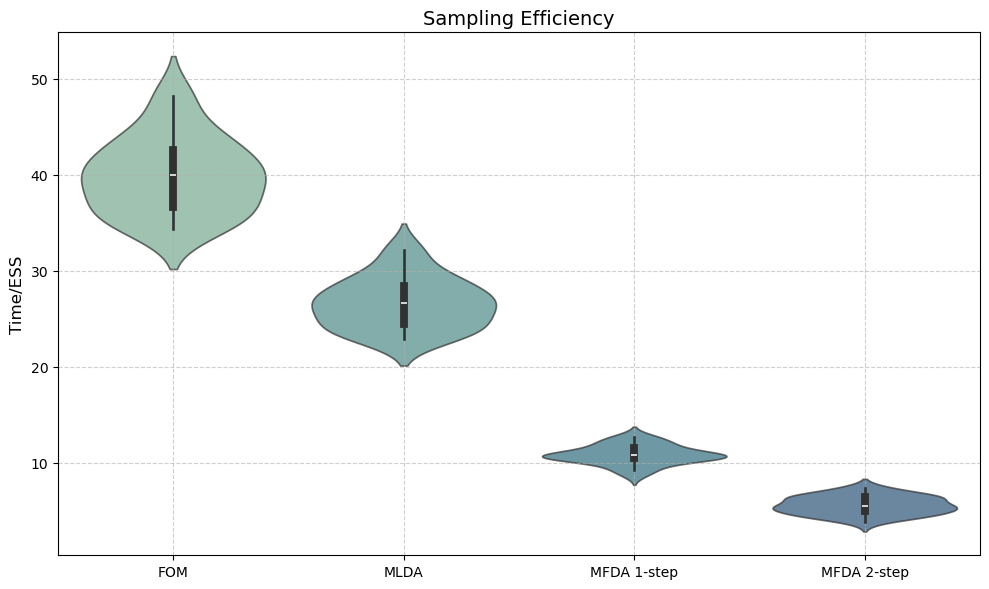 Sampling Efficiency
Time/ESS
50
40
30
20
10
FOM
MLDA
MFDA 1-step
MFDA 2-step